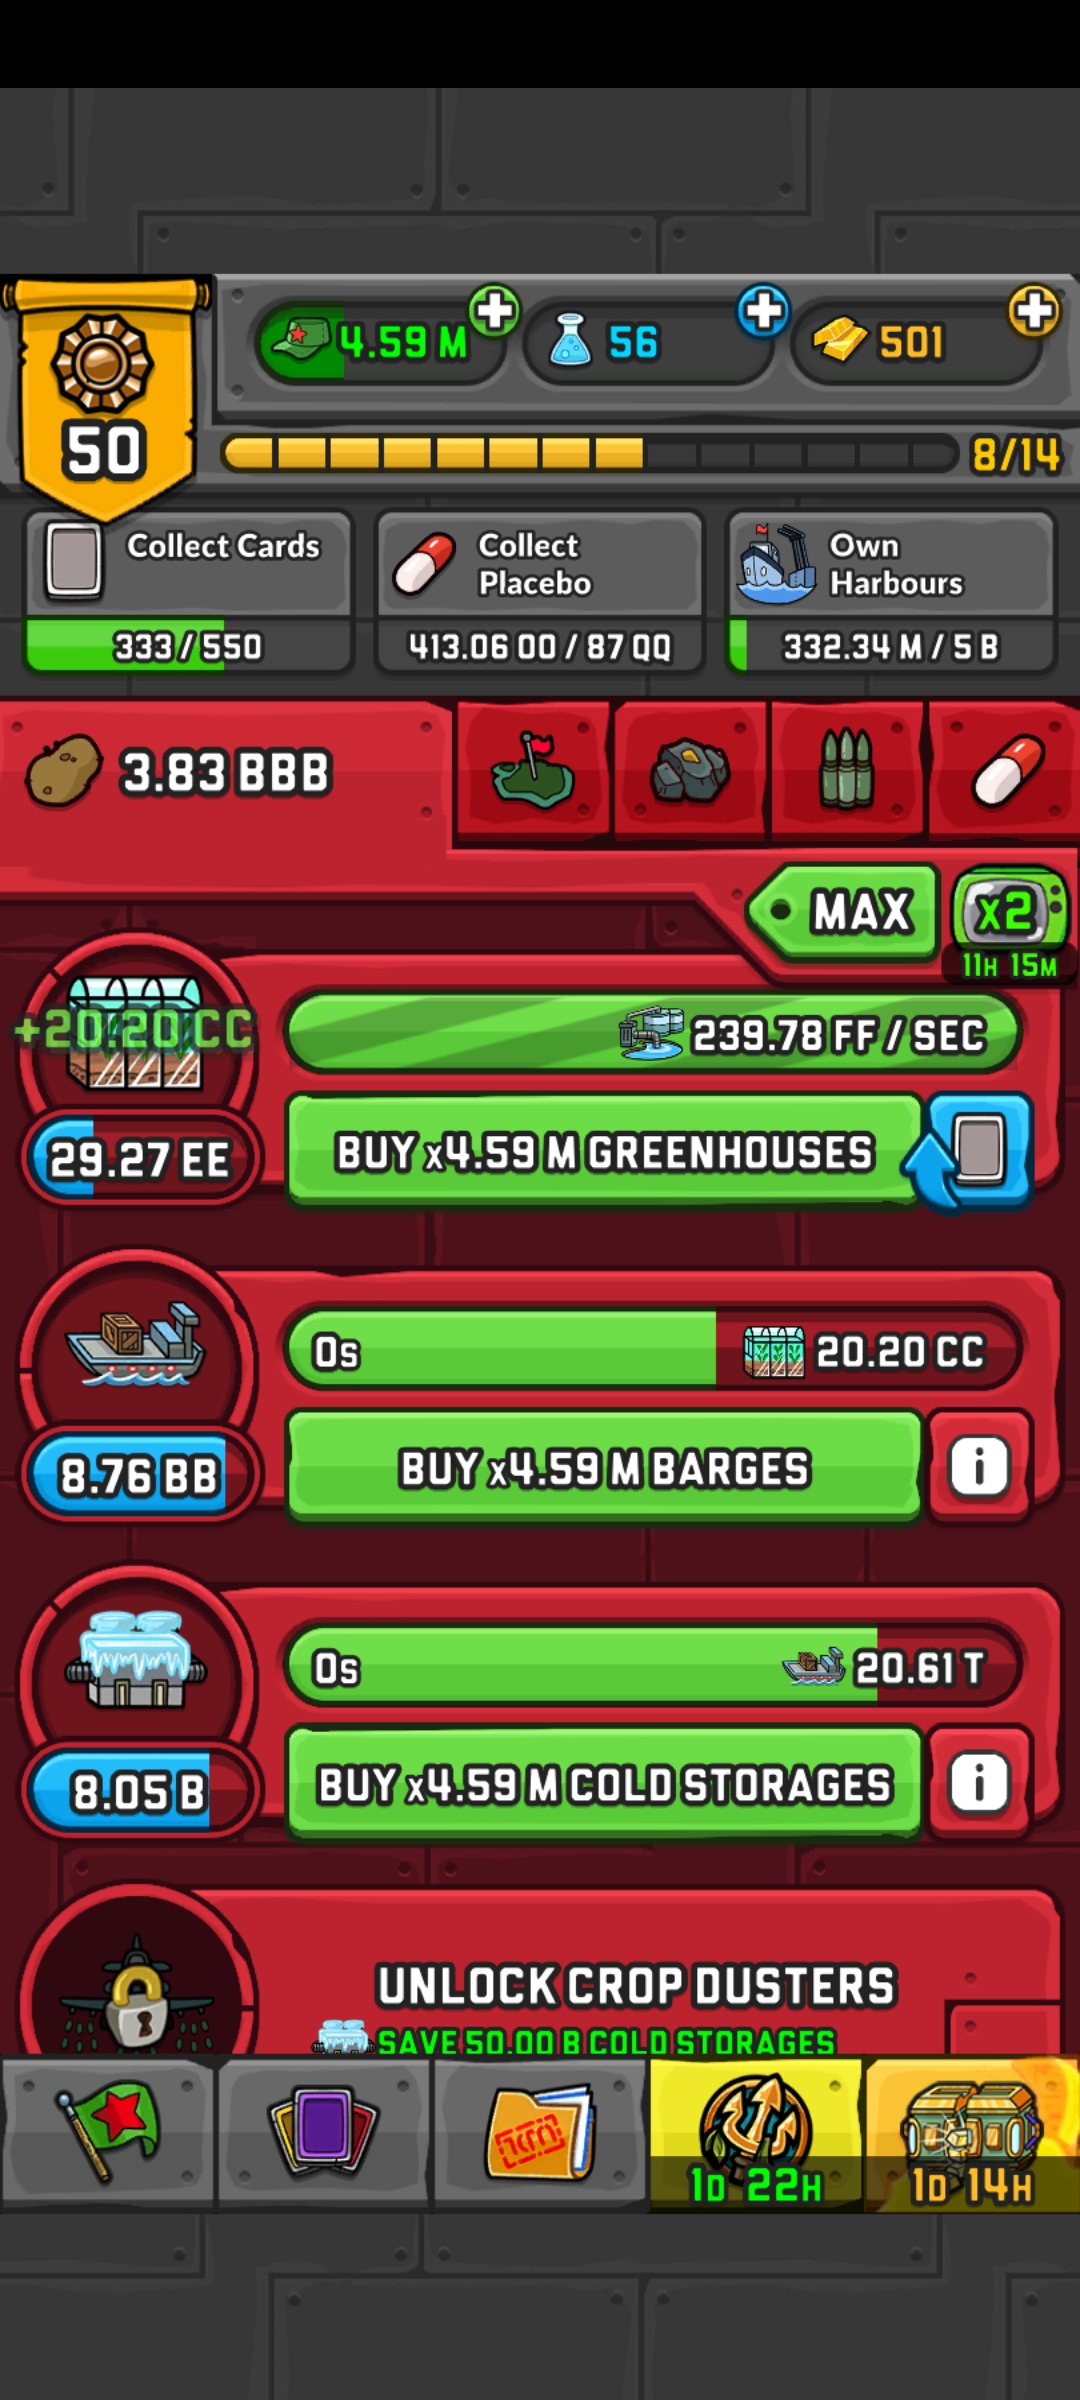 4.59 M
56
501
50
8/14
Collect Cards
333 / 550
Collect
Placebo
413.06 OO / 87 QQ
Own
Harbours
332.34 M / 5 B
3.83 BBB
MAX
x2
11H 15M
+20.20 CC
239.78 FF / SEC
29.27 EE
BUY x4.59 M GREENHOUSES
0s
20.20 CC
8.76 BB
BUY x4.59 M BARGES
i
0s
20.61 T
8.05 B
BUY x4.59 M COLD STORAGES
i
UNLOCK CROP DUSTERS
SAVE 50.00 B COLD STORAGES
1D 22H
1D 14H